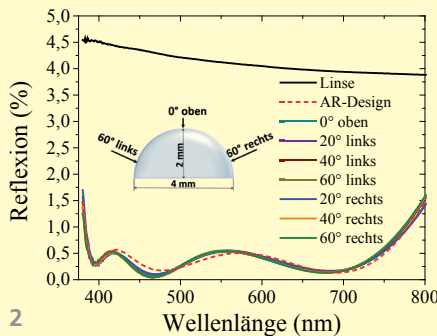 Reflexion (%)
5,0
4,5
4,0
3,5
3,0
2,5
2,0
1,5
1,0
0,5
0,0
400
500
600
700
800
Wellenlänge (nm)
Linse
AR-Design
0° oben
20° links
40° links
60° links
20° rechts
40° rechts
60° rechts
0° oben
60° links
60° rechts
2 mm
4 mm
2